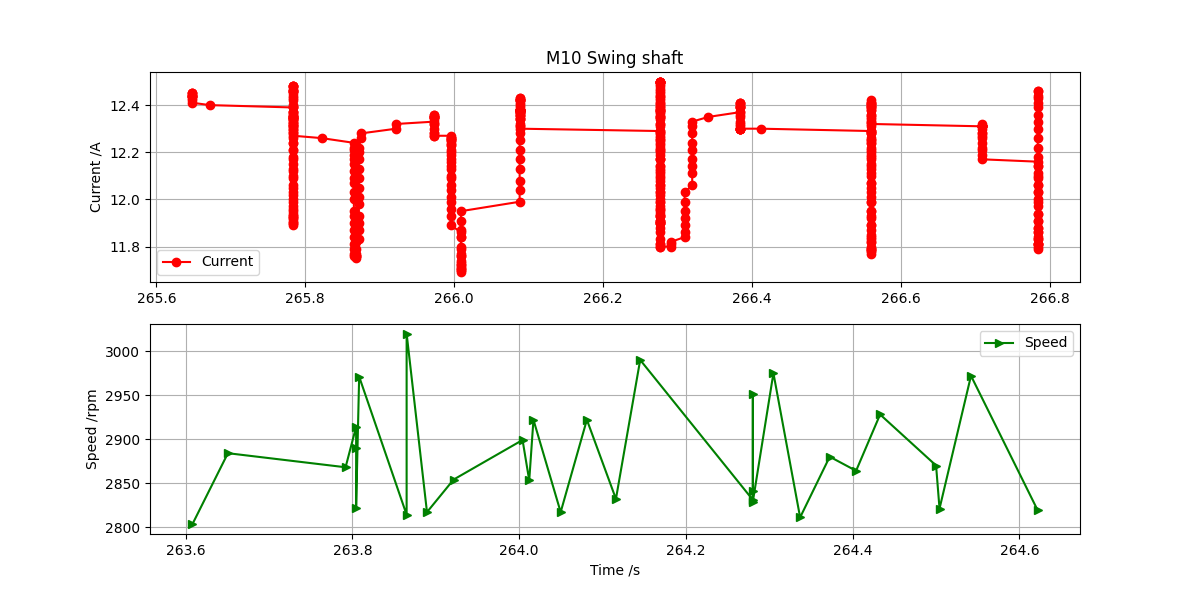 M10 Swing shaft
Current /A
12.4
12.2
12.0
11.8
Current
265.6 265.8 266.0 266.2 266.4 266.6 266.8
Speed /rpm
3000
2950
2900
2850
2800
Speed
263.6 263.8 264.0 264.2 264.4 264.6
Time /s